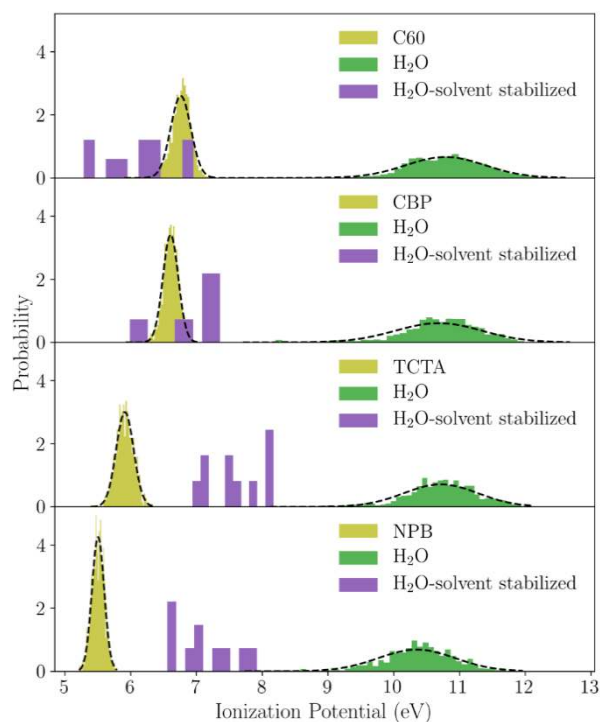 C60
H₂O
H₂O-solvent stabilized
4
2
0
CBP
H₂O
H₂O-solvent stabilized
4
2
0
TCTA
H₂O
H₂O-solvent stabilized
4
2
0
NPB
H₂O
H₂O-solvent stabilized
4
2
0
Probability
5 6 7 8 9 10 11 12 13
Ionization Potential (eV)